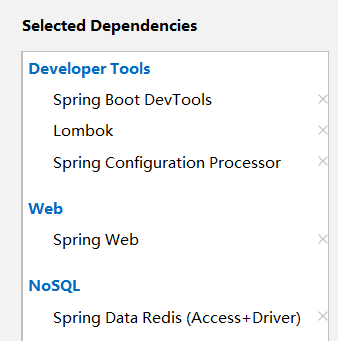 Selected Dependencies
Developer Tools
Spring Boot DevTools
Lombok
Spring Configuration Processor
Web
Spring Web
NoSQL
Spring Data Redis (Access+Driver)